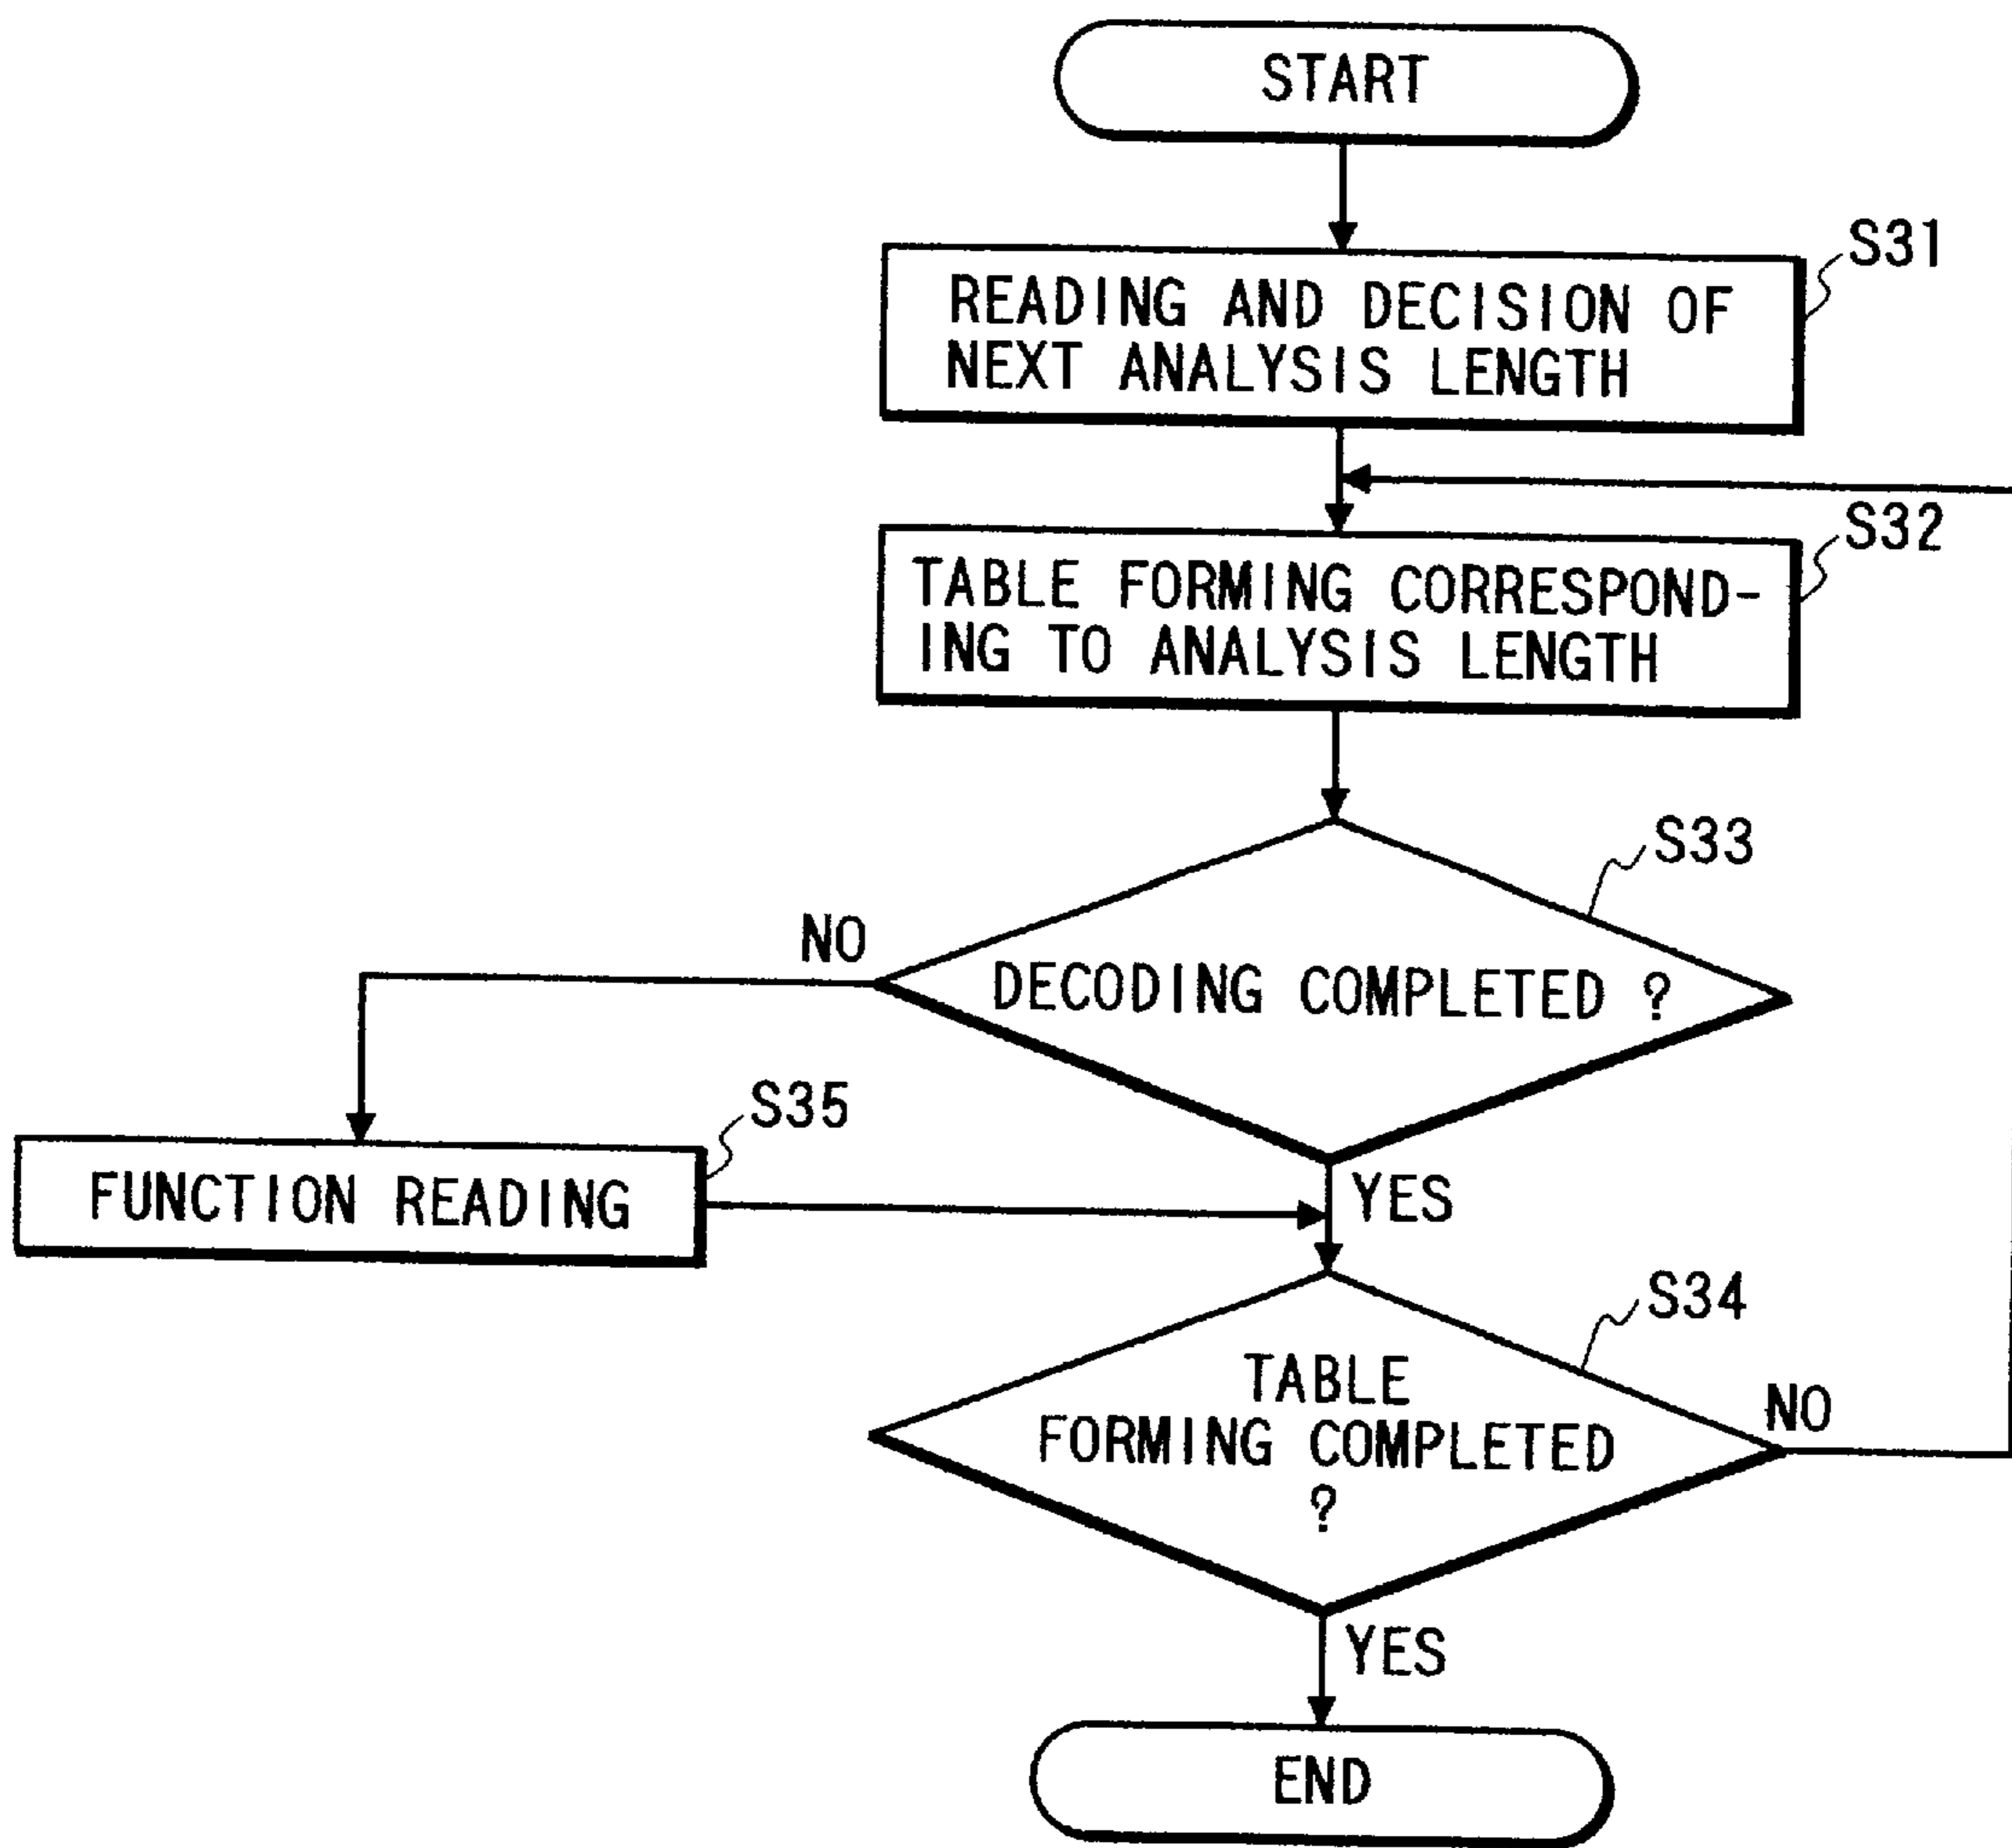 START
S31
READING AND DECISION OF
NEXT ANALYSIS LENGTH
S32
TABLE FORMING CORRESPOND-
ING TO ANALYSIS LENGTH
S33
NO
DECODING COMPLETED ?
S35
FUNCTION READING
YES
S34
TABLE
FORMING COMPLETED
?
NO
YES
END